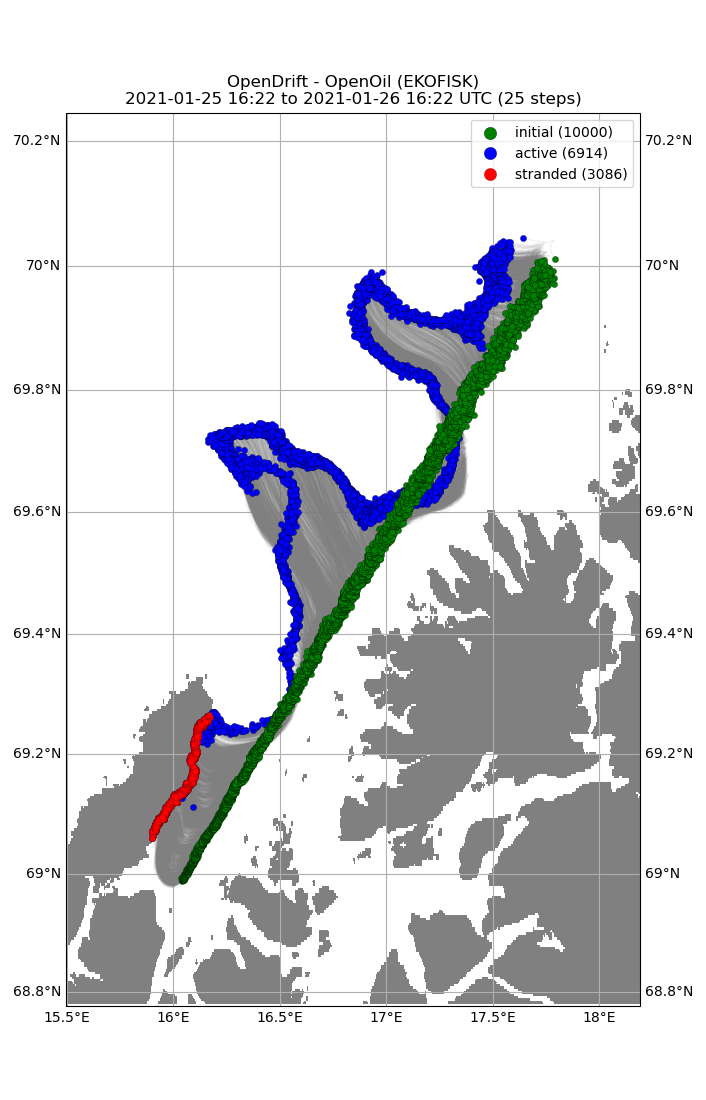 OpenDrift - OpenOil (EKOFISK)
2021-01-25 16:22 to 2021-01-26 16:22 UTC (25 steps)
initial (10000)
active (6914)
stranded (3086)
70.2°N 70.2°N
70°N 70°N
69.8°N 69.8°N
69.6°N 69.6°N
69.4°N 69.4°N
69.2°N 69.2°N
69°N 69°N
68.8°N 68.8°N
15.5°E 16°E 16.5°E 17°E 17.5°E 18°E